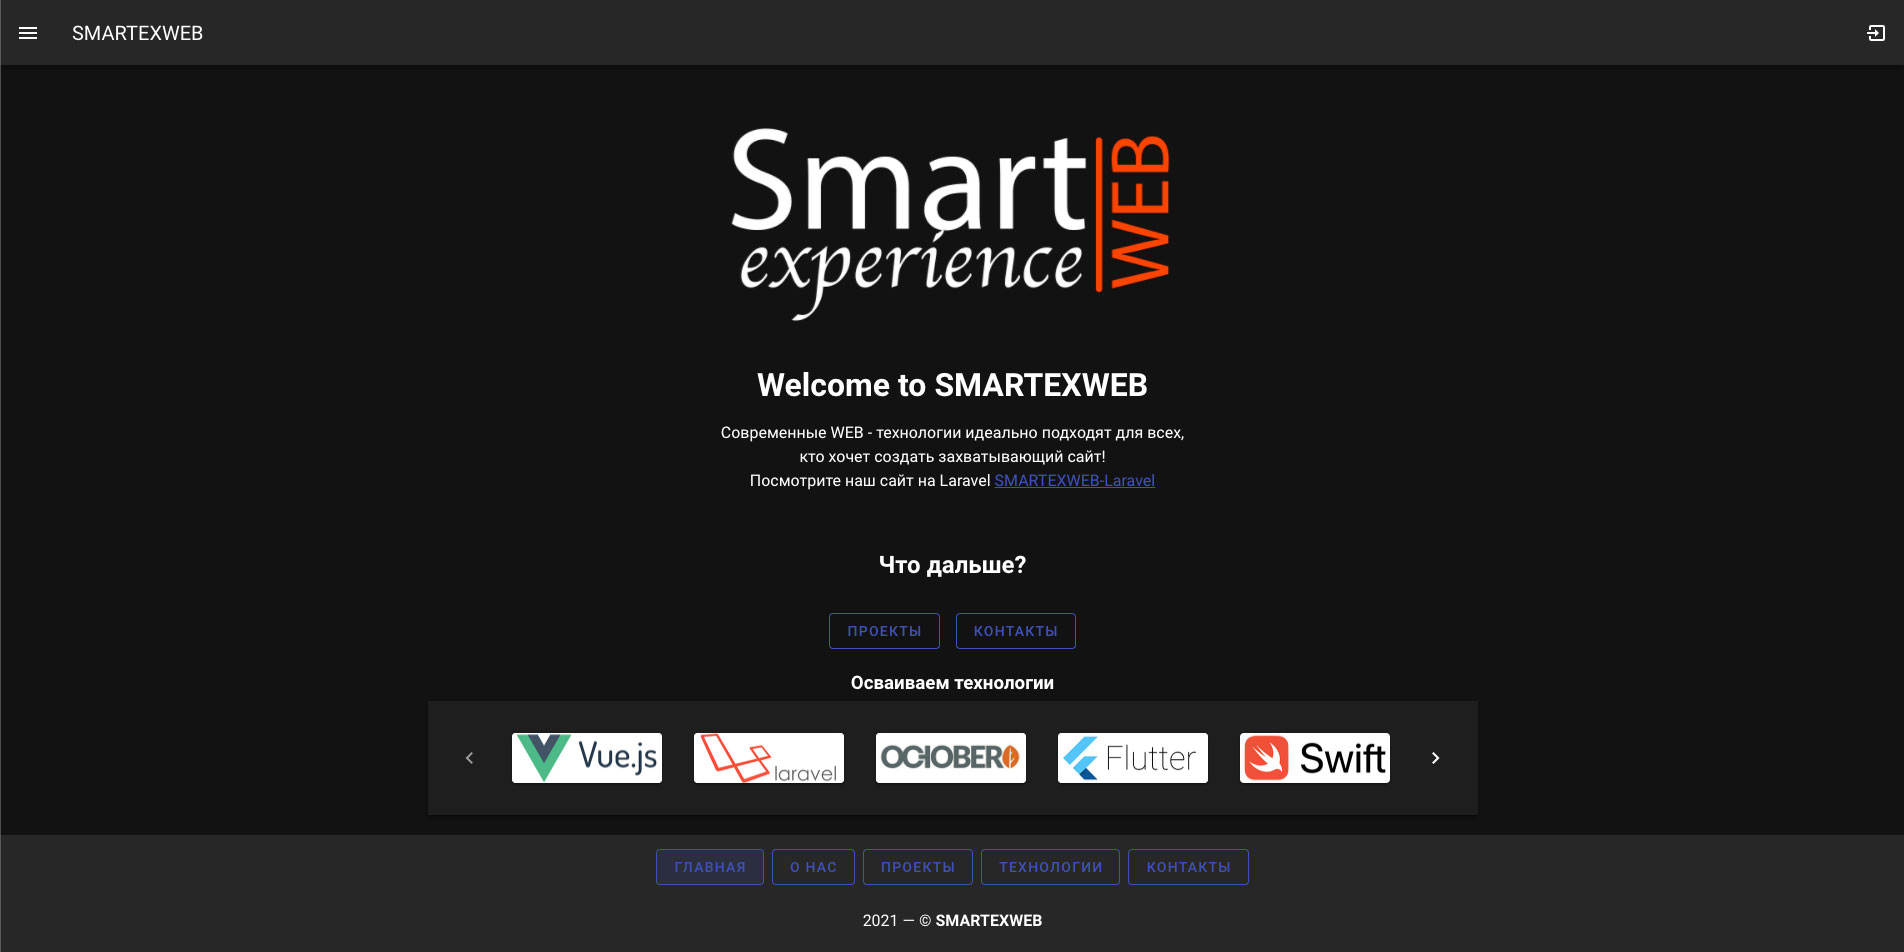 SMARTEXWEB
Smart
experience
WEB
Welcome to SMARTEXWEB
Современные WEB - технологии идеально подходят для всех,
кто хочет создать захватывающий сайт!
Посмотрите наш сайт на Laravel SMARTEXWEB-Laravel
Что дальше?
ПРОЕКТЫ КОНТАКТЫ
Осваиваем технологии
Vue.js laravel OCTOBER Flutter Swift
ГЛАВНАЯ О НАС ПРОЕКТЫ ТЕХНОЛОГИИ КОНТАКТЫ
2021 — © SMARTEXWEB